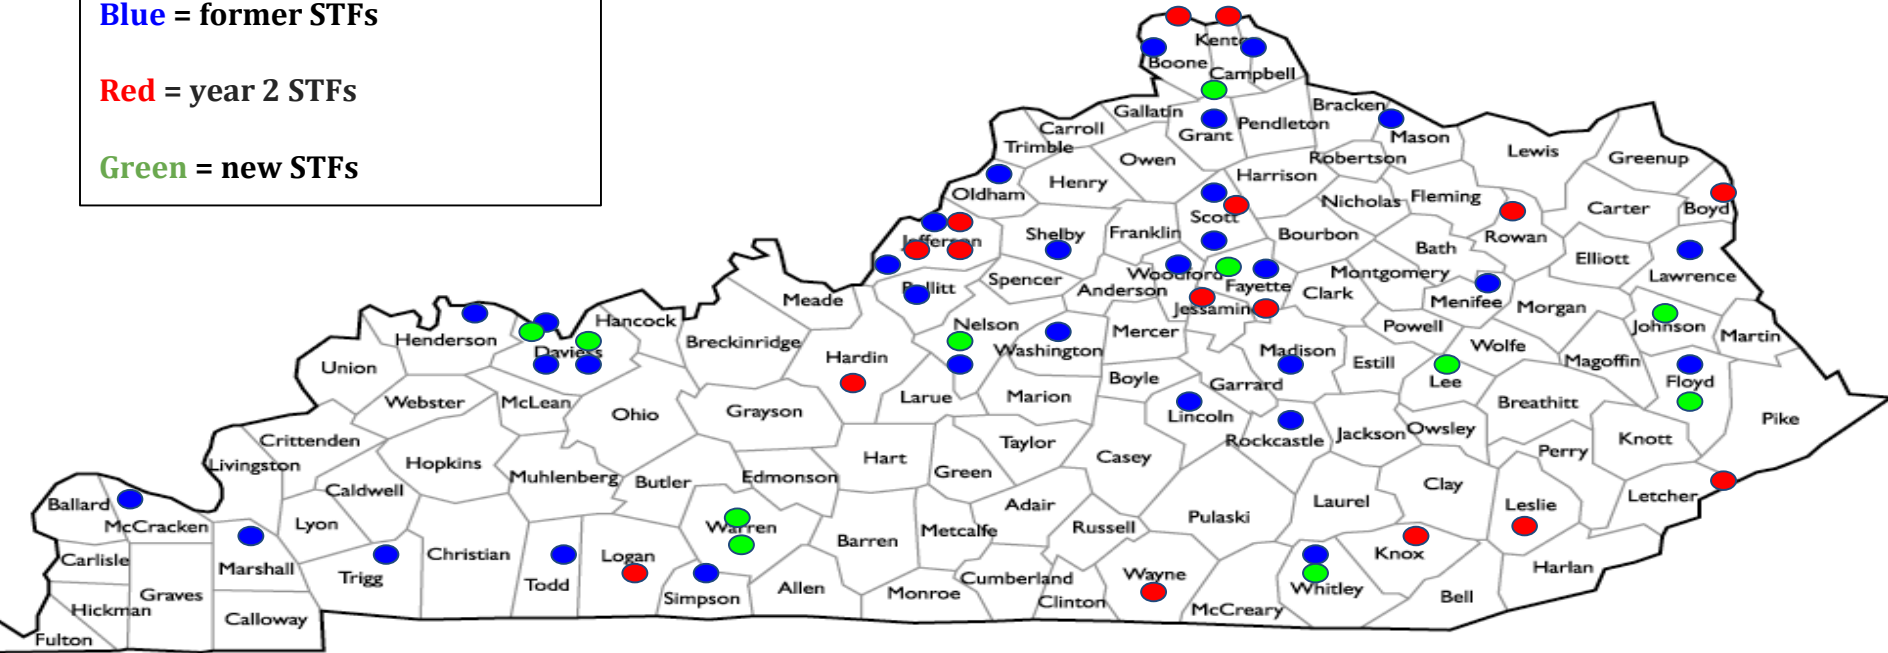 Blue = former STFs
Red = year 2 STFs
Green = new STFs
Kenton
Boone
Campbell
Gallatin
Bracken
Carroll
Grant
Pendleton
Mason
Trimble
Owen
Robertson
Lewis
Greenup
Oldham
Henry
Harrison
Nicholas
Fleming
Carter
Boyd
Scott
Jefferson
Shelby
Franklin
Bourbon
Bath
Rowan
Elliott
Lawrence
Woodford
Fayette
Montgomery
Spencer
Anderson
Clark
Menifee
Morgan
Bullitt
Meade
Jessamine
Johnson
Martin
Hancock
Nelson
Washington
Mercer
Powell
Wolfe
Magoffin
Henderson
Daviess
Breckinridge
Hardin
Madison
Estill
Union
Boyle
Garrard
Lee
Floyd
Webster
McLean
Ohio
Grayson
Larue
Marion
Lincoln
Breathitt
Pike
Crittenden
Taylor
Rockcastle
Jackson
Owsley
Knott
Livingston
Hopkins
Muhlenberg
Butler
Edmonson
Hart
Green
Casey
Perry
Caldwell
Clay
Ballard
Adair
Laurel
Leslie
Letcher
McCracken
Lyon
Warren
Barren
Metcalfe
Russell
Pulaski
Carlisle
Marshall
Trigg
Christian
Todd
Logan
Knox
Harlan
Hickman
Graves
Simpson
Allen
Monroe
Cumberland
Clinton
Wayne
McCreary
Whitley
Bell
Fulton
Calloway